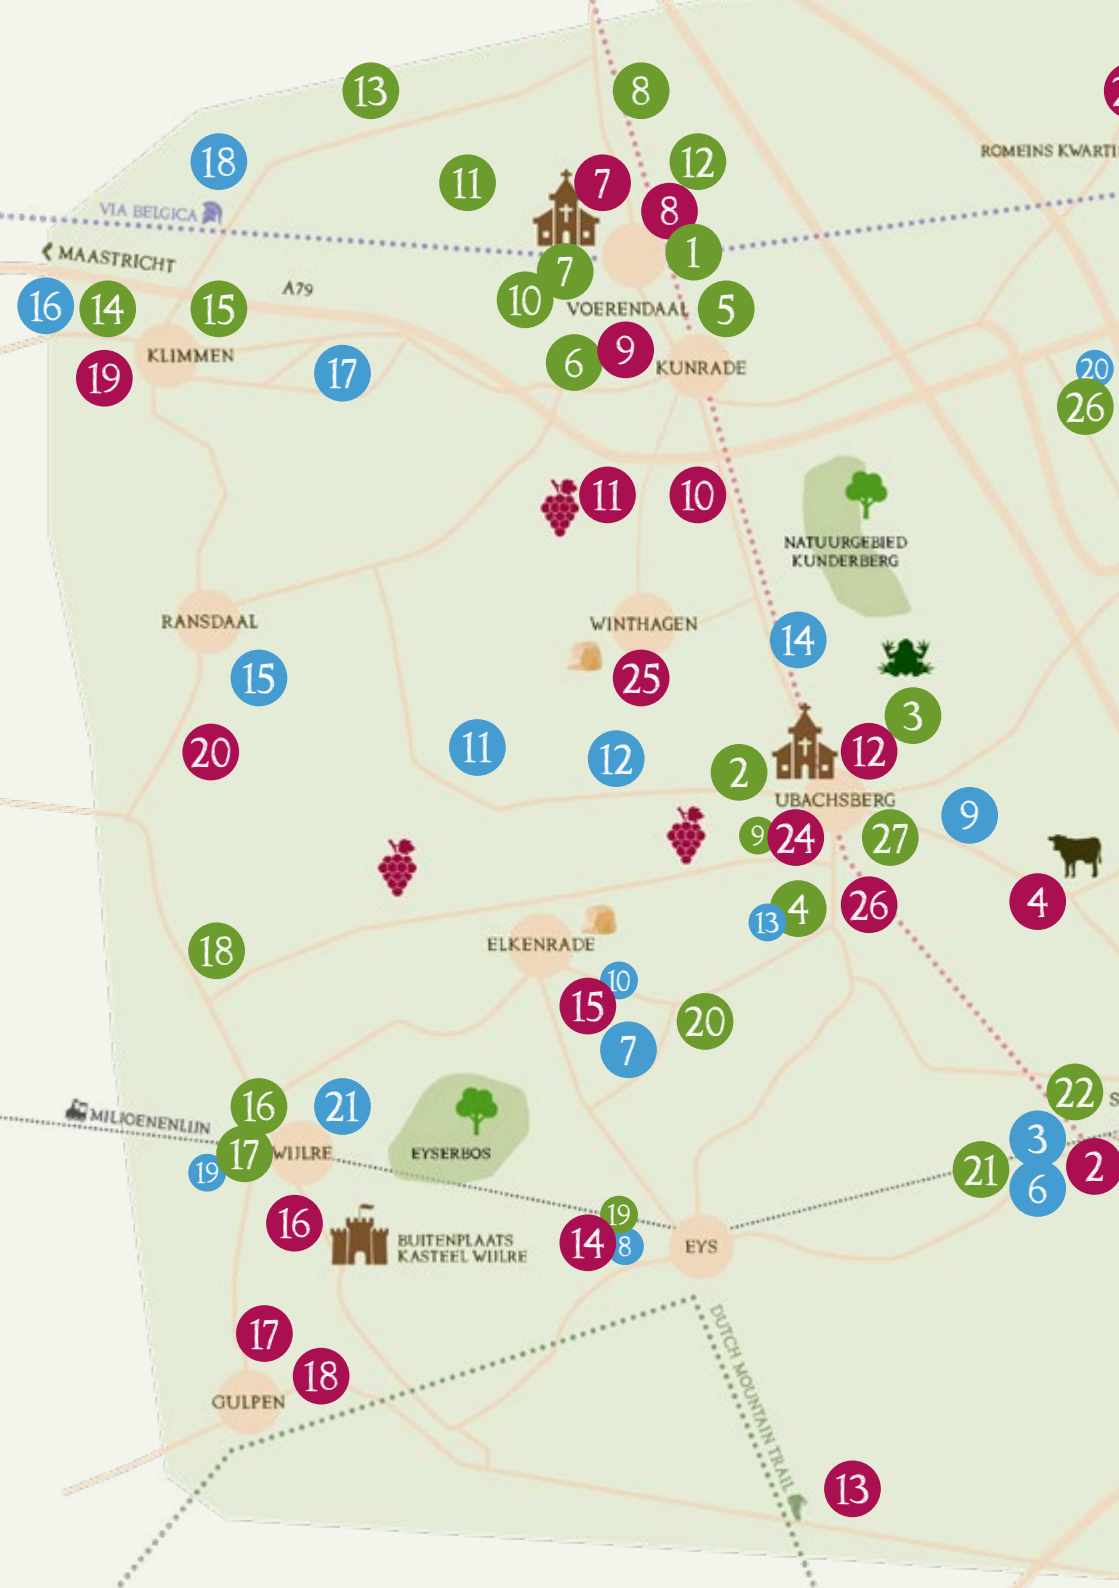 13
8
18
12
11
7
8
VIA BELGICA
ROMEINS KWARTI
MAASTRICHT
1
7
A79
16
14
15
10
VOERENDAAL
5
9
KLIMMEN
6
KUNRADE
20
19
17
26
11
10
NATUURGEBIED
KUNDERBERG
RANSDAAL
WINTHAGEN
14
15
25
3
20
11
12
12
2
UBACHSBERG
9
9
24
27
4
26
4
13
18
ELKENRADE
10
15
20
7
22
S
16
21
MILJOENENLIJN
3
17
WIJLRE
EYSERBOS
19
21
2
6
16
19
BUITENPLAATS
KASTEEL WIJLRE
14
8
EYS
17
DUTCH MOUNTAIN TRAIL
18
GULPEN
13